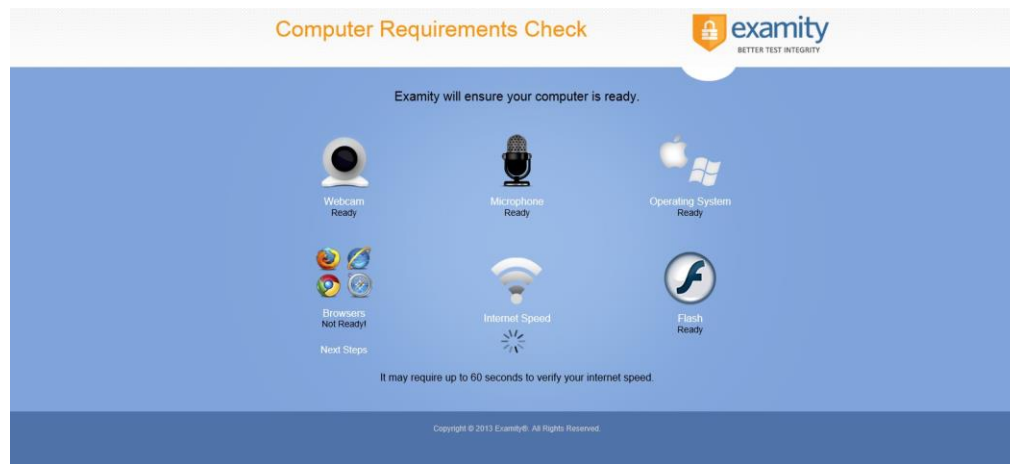 Computer Requirements Check
examity
BETTER TEST INTEGRITY
Examity will ensure your computer is ready.
Webcam
Ready
Microphone
Ready
Operating System
Ready
Browsers
Not Ready!
Next Steps
Internet Speed
Flash
Ready
It may require up to 60 seconds to verify your internet speed.
Copyright © 2013 Examity®. All Rights Reserved.